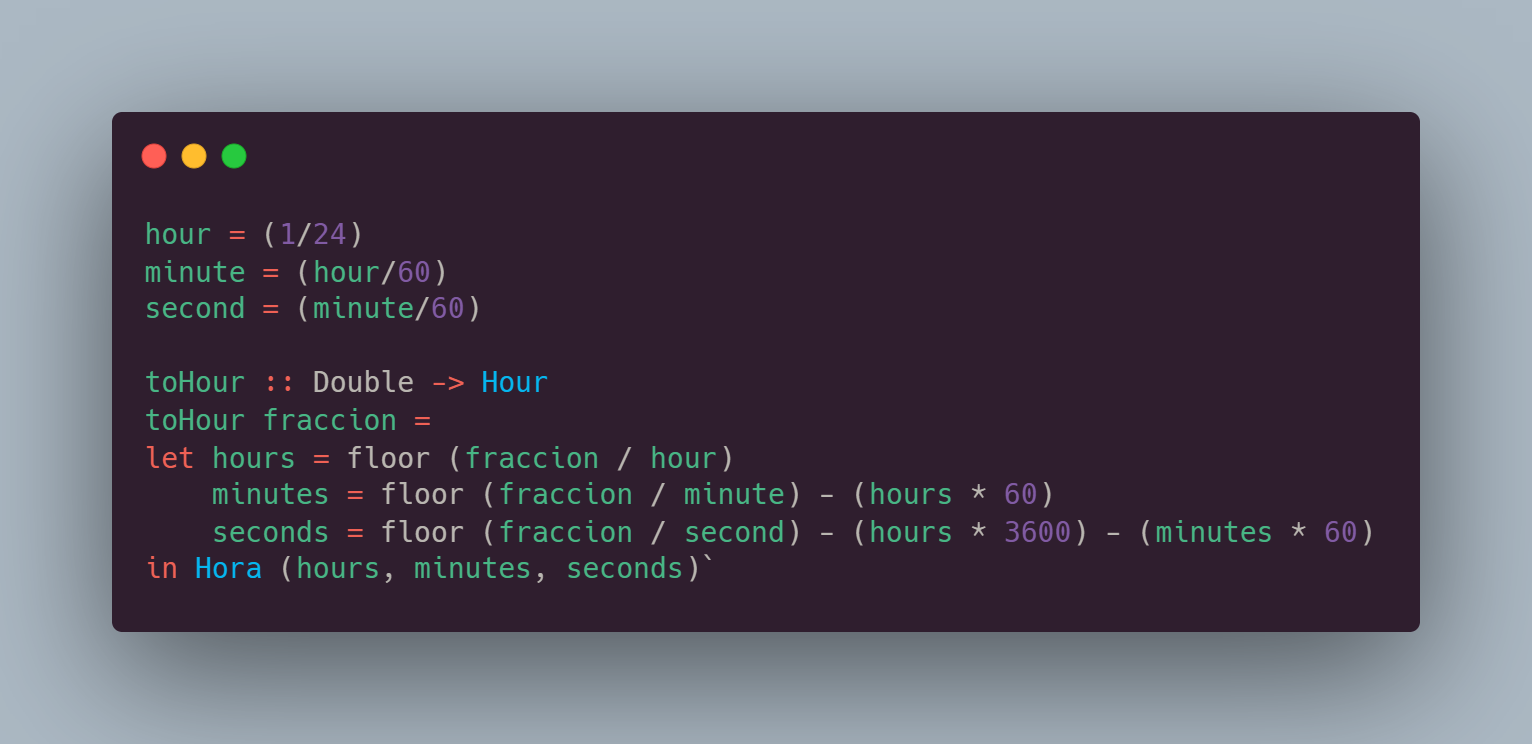 hour = (1/24)
minute = (hour/60)
second = (minute/60)

toHour :: Double -> Hour
toHour fraccion =
let hours = floor (fraccion / hour)
    minutes = floor (fraccion / minute) - (hours * 60)
    seconds = floor (fraccion / second) - (hours * 3600) - (minutes * 60)
in Hora (hours, minutes, seconds)`